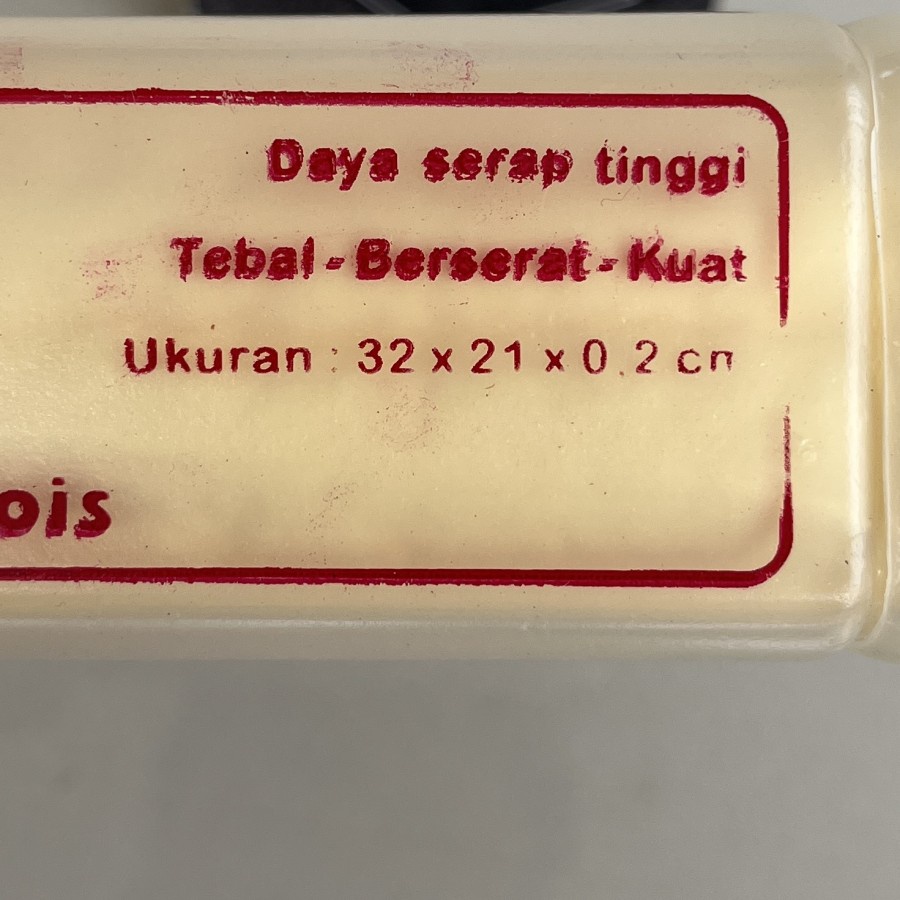 Daya serap tinggi
Tebal - Berserat - Kuat
Ukuran : 32 x 21 x 0.2 cm
ois